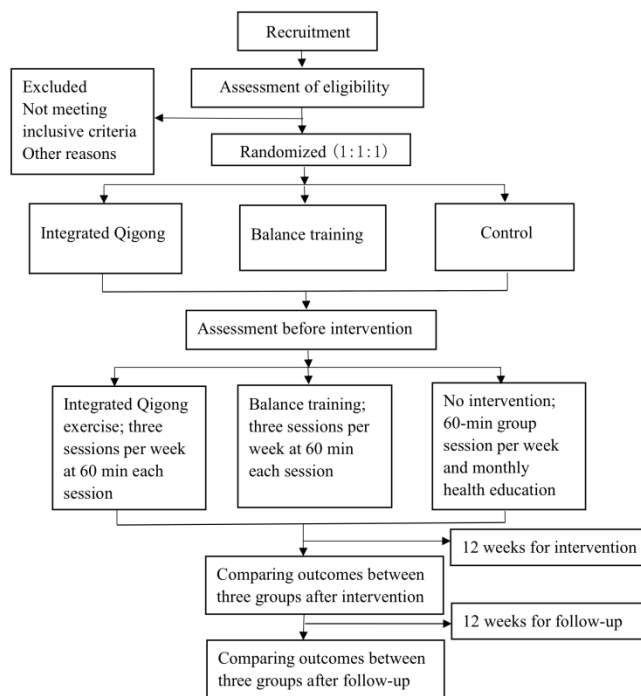 Recruitment
Assessment of eligibility
Excluded
Not meeting
inclusive criteria
Other reasons
Randomized (1:1:1)
Integrated Qigong
Balance training
Control
Assessment before intervention
Integrated Qigong
exercise; three
sessions per week
at 60 min each
session
Balance training;
three sessions per
week at 60 min
each session
No intervention;
60-min group
session per week
and monthly
health education
12 weeks for intervention
Comparing outcomes between
three groups after intervention
12 weeks for follow-up
Comparing outcomes between
three groups after follow-up